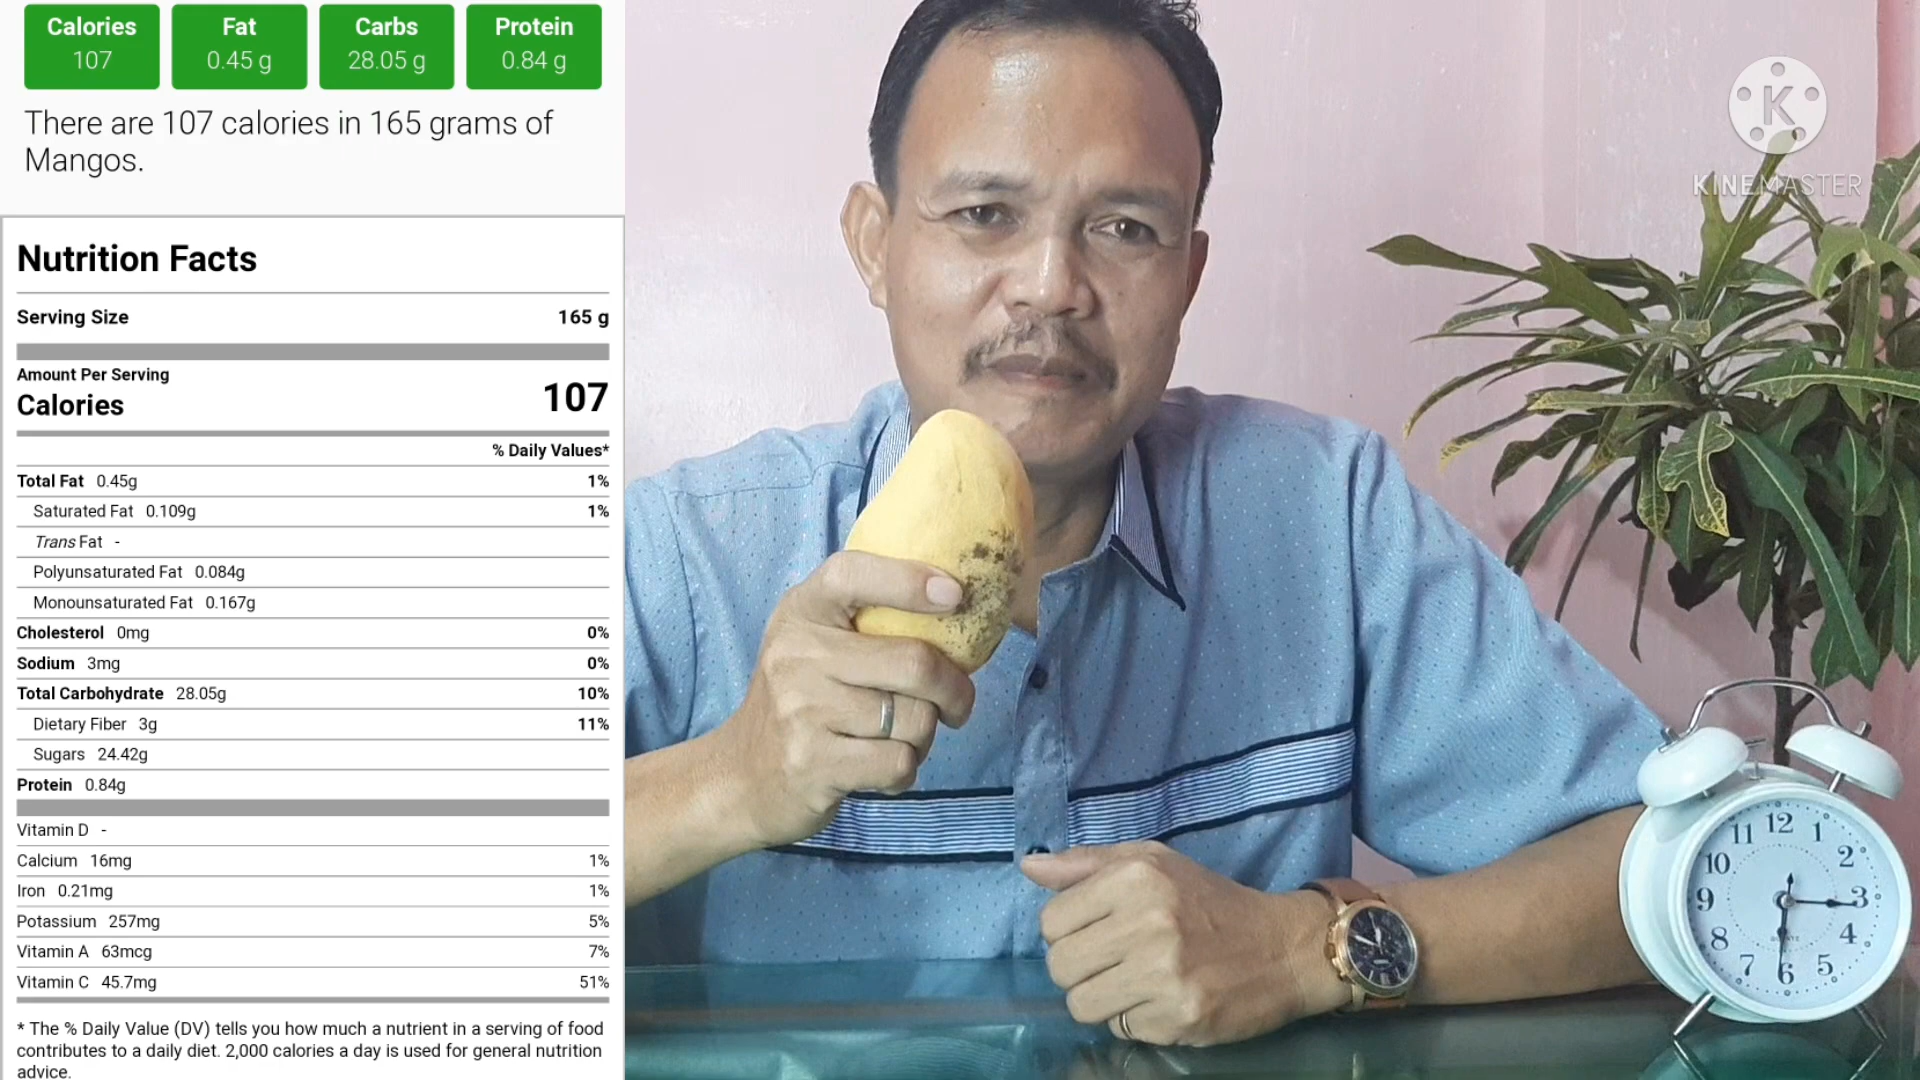 Calories
107
Fat
0.45 g
Carbs
28.05 g
Protein
0.84 g
There are 107 calories in 165 grams of
Mangos.
Nutrition Facts
Serving Size 165 g
Amount Per Serving
Calories 107
% Daily Values*
Total Fat 0.45g 1%
Saturated Fat 0.109g 1%
Trans Fat -
Polyunsaturated Fat 0.084g
Monounsaturated Fat 0.167g
Cholesterol 0mg 0%
Sodium 3mg 0%
Total Carbohydrate 28.05g 10%
Dietary Fiber 3g 11%
Sugars 24.42g
Protein 0.84g
Vitamin D -
Calcium 16mg 1%
Iron 0.21mg 1%
Potassium 257mg 5%
Vitamin A 63mcg 7%
Vitamin C 45.7mg 51%
* The % Daily Value (DV) tells you how much a nutrient in a serving of food
contributes to a daily diet. 2,000 calories a day is used for general nutrition
advice.
K
KINEMASTER
12
1
2
3
4
5
6
7
8
9
10
11